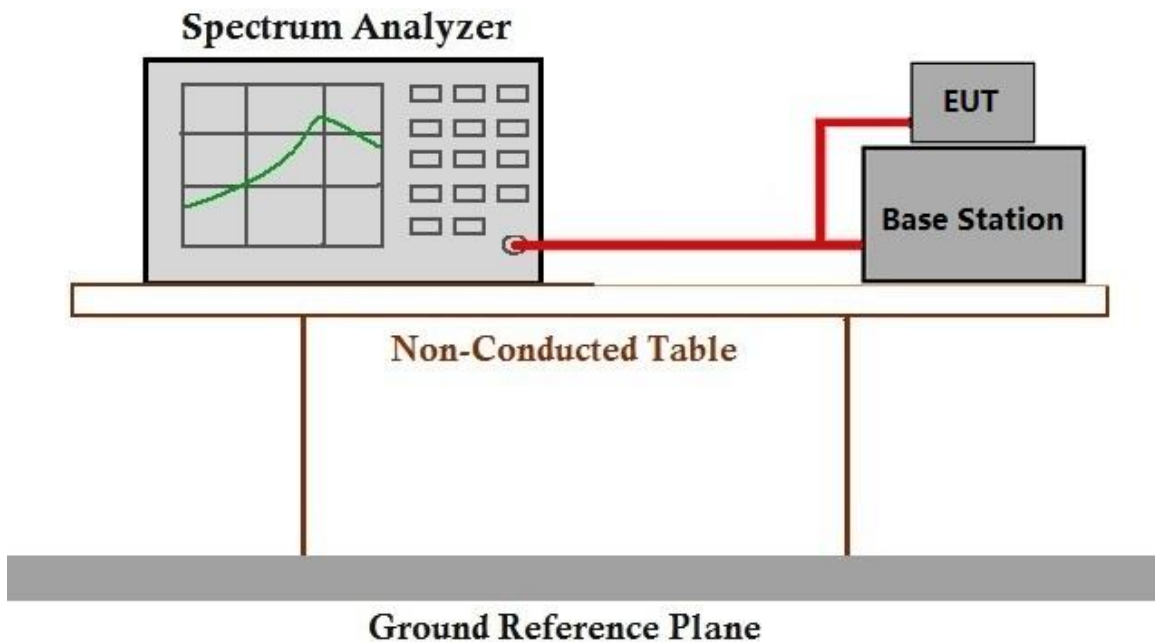 Spectrum Analyzer
EUT
Base Station
Non-Conducted Table
Ground Reference Plane